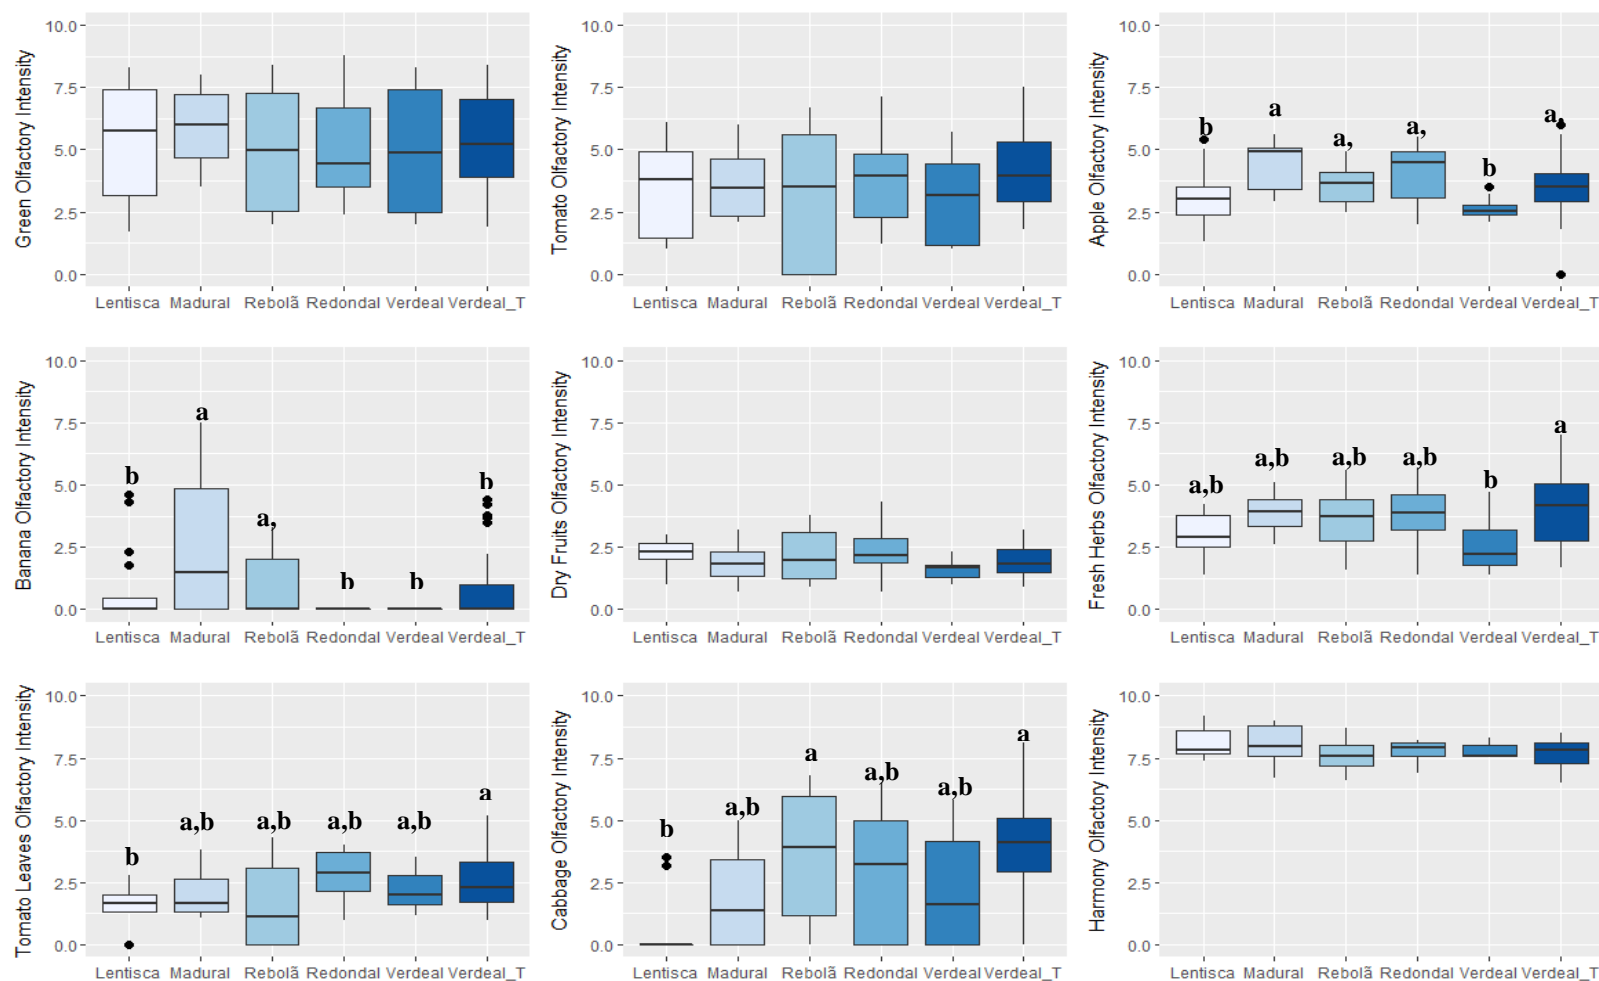 Green Olfactory Intensity
10.0
7.5
5.0
2.5
0.0
Lentisca Madural Rebolã Redondal Verdeal Verdeal_T
Tomato Olfactory Intensity
10.0
7.5
5.0
2.5
0.0
Lentisca Madural Rebolã Redondal Verdeal Verdeal_T
Apple Olfactory Intensity
10.0
7.5
5.0
2.5
0.0
b a a, a, b a,
Lentisca Madural Rebolã Redondal Verdeal Verdeal_T
Banana Olfactory Intensity
10.0
7.5
5.0
2.5
0.0
b a a, b b b
Lentisca Madural Rebolã Redondal Verdeal Verdeal_T
Dry Fruits Olfactory Intensity
10.0
7.5
5.0
2.5
0.0
Lentisca Madural Rebolã Redondal Verdeal Verdeal_T
Fresh Herbs Olfactory Intensity
10.0
7.5
5.0
2.5
0.0
a,b a,b a,b a,b b a
Lentisca Madural Rebolã Redondal Verdeal Verdeal_T
Tomato Leaves Olfactory Intensity
10.0
7.5
5.0
2.5
0.0
b a,b a,b a,b a,b a
Lentisca Madural Rebolã Redondal Verdeal Verdeal_T
Cabbage Olfactory Intensity
10.0
7.5
5.0
2.5
0.0
b a,b a a,b a,b a
Lentisca Madural Rebolã Redondal Verdeal Verdeal_T
Harmony Olfactory Intensity
10.0
7.5
5.0
2.5
0.0
Lentisca Madural Rebolã Redondal Verdeal Verdeal_T